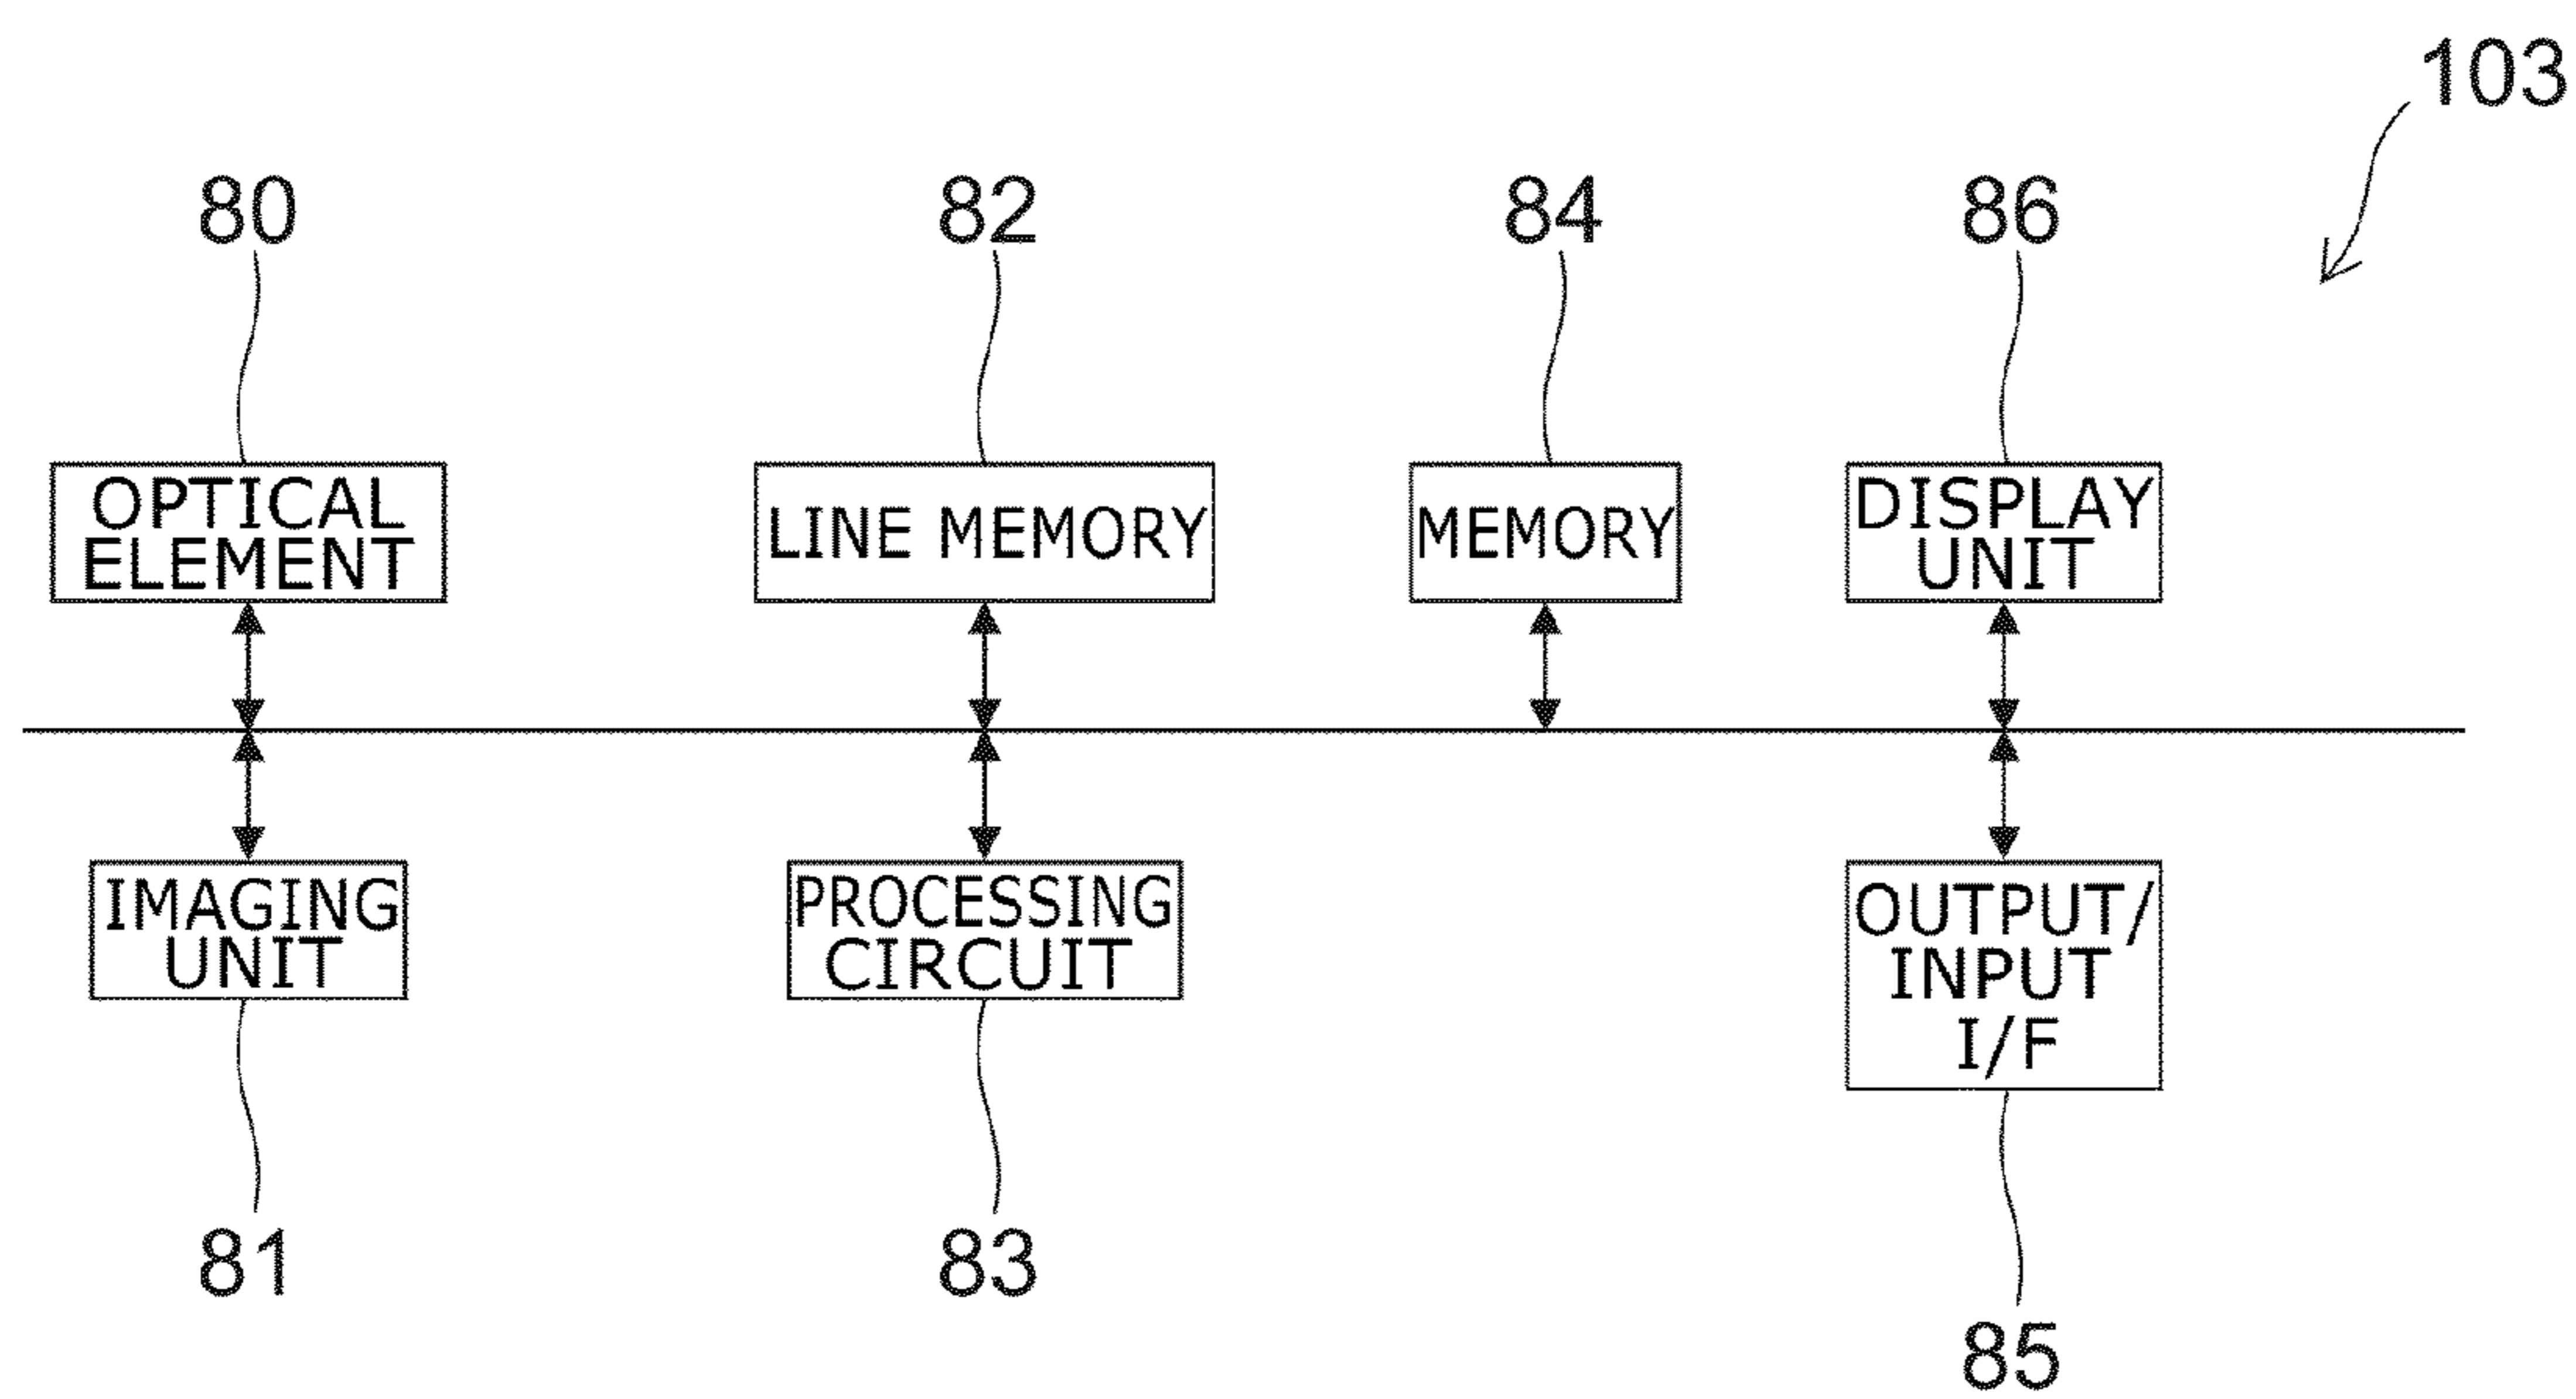 103
80
82
84
86
OPTICAL
ELEMENT
LINE MEMORY
MEMORY
DISPLAY
UNIT
IMAGING
UNIT
PROCESSING
CIRCUIT
OUTPUT/
INPUT
I/F
81
83
85